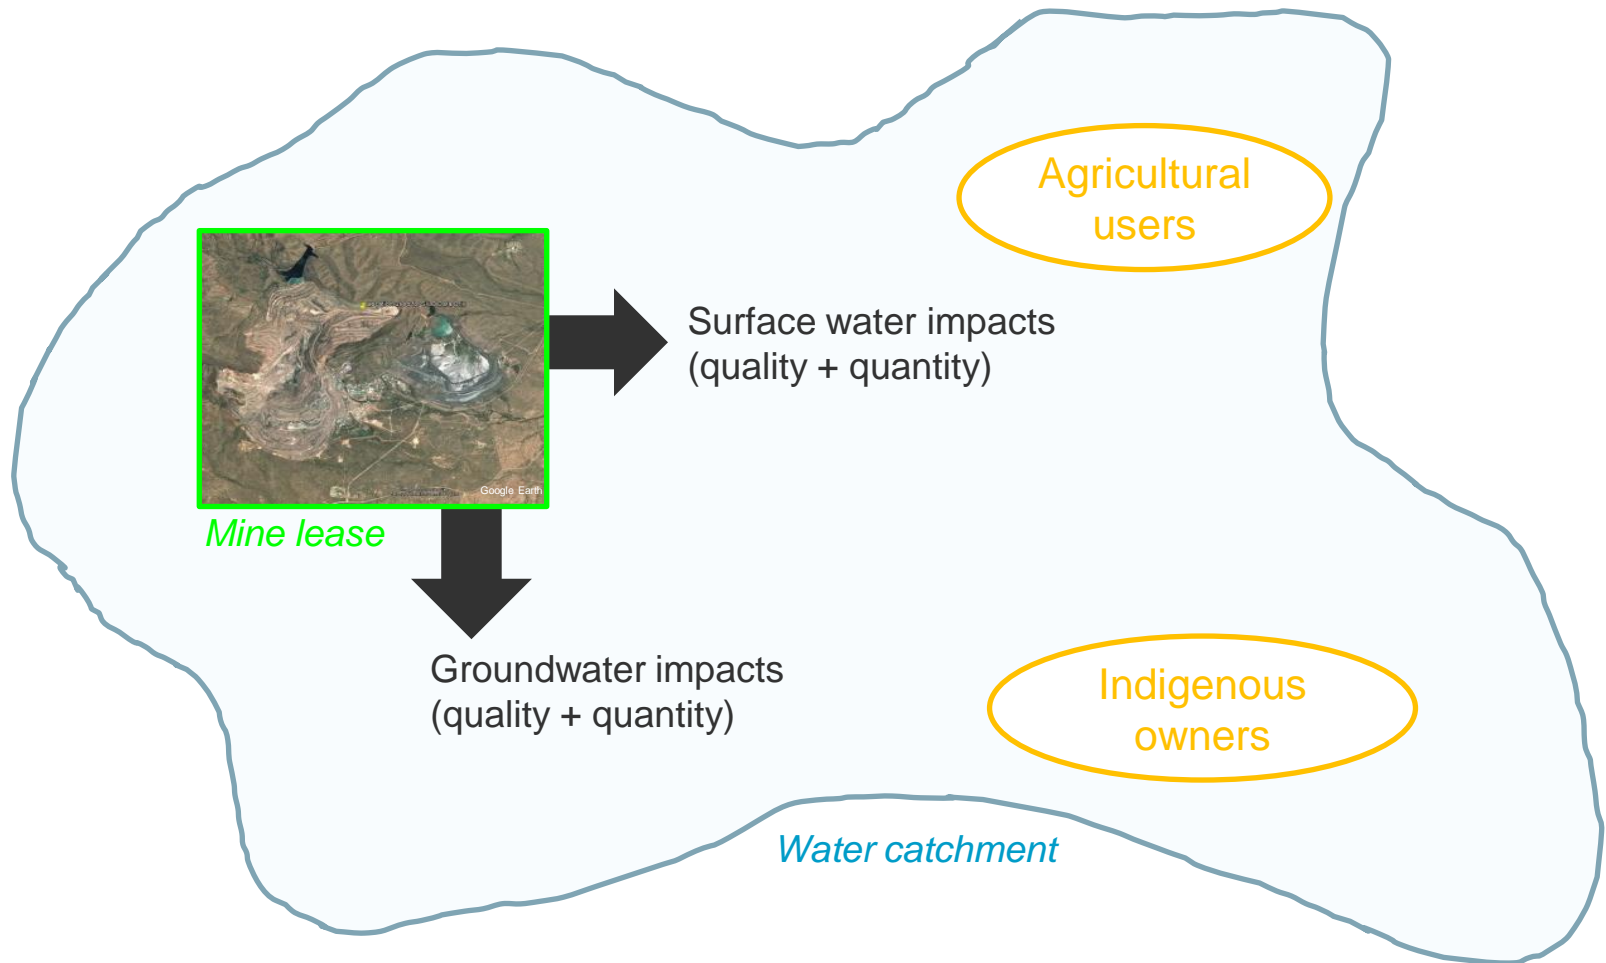 Agricultural
users
Surface water impacts
(quality + quantity)
Google Earth
Mine lease
Groundwater impacts
(quality + quantity)
Indigenous
owners
Water catchment